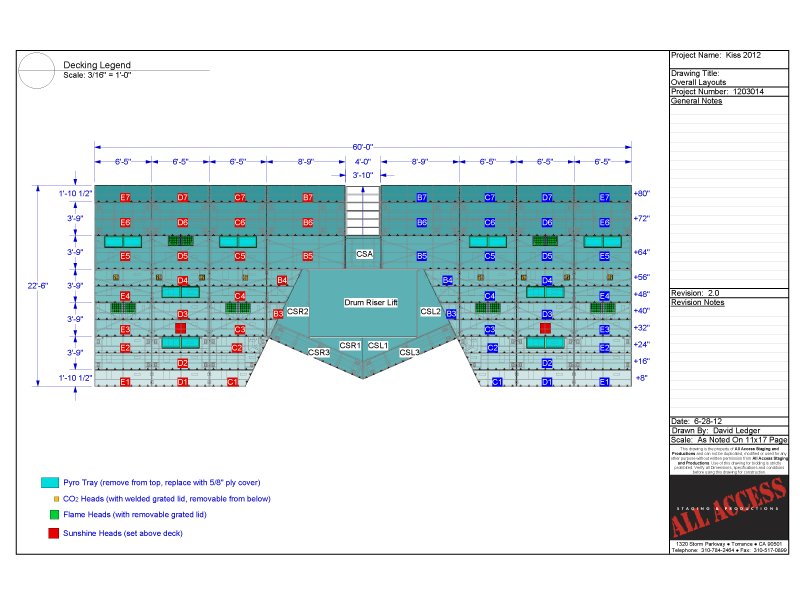 Decking Legend
Scale: 3/16" = 1'-0"
Project Name: Kiss 2012
Drawing Title:
Overall Layouts
Project Number: 1203014
General Notes
60'-0"
6'-5" 6'-5" 6'-5" 8'-9" 4'-0" 8'-9" 6'-5" 6'-5" 6'-5"
3'-10"
1'-10 1/2" E7 D7 C7 B7 B7 C7 D7 E7 +80"
3'-9" E6 D6 C6 B6 B6 C6 D6 E6 +72"
3'-9" E5 D5 C5 B5 CSA B5 C5 D5 E5 +64"
22'-6" 3'-9" D4 B4 B4 D4 +56"
E4 C4 C4 E4 +48"
Drum Riser Lift
3'-9" D3 B3 CSR2 CSL2 B3 D3 +40"
E3 C3 C3 E3 +32"
3'-9" E2 C2 CSR3 CSR1 CSL1 CSL3 C2 E2 +24"
D2 D2 +16"
1'-10 1/2" E1 D1 C1 C1 D1 E1 +8"
Revision: 2.0
Revision Notes
Pyro Tray (remove from top, replace with 5/8" ply cover)
CO2 Heads (with welded grated lid, removable from below)
Flame Heads (with removable grated lid)
Sunshine Heads (set above deck)
Date: 6-28-12
Drawn By: David Ledger
Scale: As Noted On 11x17 Page
This drawing is the property of All Access Staging and
Productions and can not be duplicated, modified or used for any
other purpose without written permission from All Access Staging
and Productions. Use of this drawing for bidding is strictly
prohibited. Verify all Dimensions, specifications and conditions
before using this drawing for construction.
ALL ACCESS
STAGING & PRODUCTIONS
1320 Storm Parkway ● Torrance ● CA 90501
Telephone: 310-784-2464 ● Fax: 310-517-0899